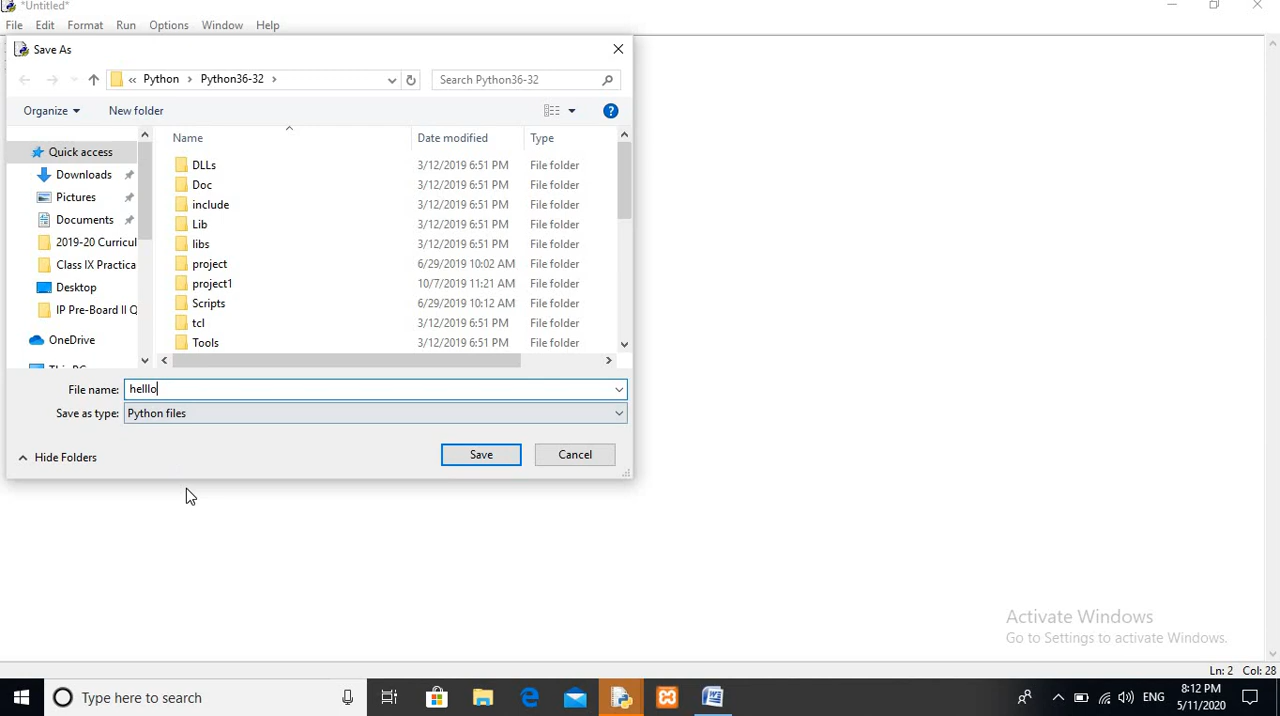 *Untitled*
File Edit Format Run Options Window Help
Save As
« Python > Python36-32 >
Search Python36-32
Organize New folder
Name Date modified Type
Quick access
Downloads
Pictures
Documents
2019-20 Curricul
Class IX Practica
Desktop
IP Pre-Board II Q
OneDrive
This PC
DLLs 3/12/2019 6:51 PM File folder
Doc 3/12/2019 6:51 PM File folder
include 3/12/2019 6:51 PM File folder
Lib 3/12/2019 6:51 PM File folder
libs 3/12/2019 6:51 PM File folder
project 6/29/2019 10:02 AM File folder
project1 10/7/2019 11:21 AM File folder
Scripts 6/29/2019 10:12 AM File folder
tcl 3/12/2019 6:51 PM File folder
Tools 3/12/2019 6:51 PM File folder
File name: helllo
Save as type: Python files
Hide Folders
Save Cancel
Activate Windows
Go to Settings to activate Windows.
Ln: 2 Col: 28
Type here to search
ENG
8:12 PM
5/11/2020